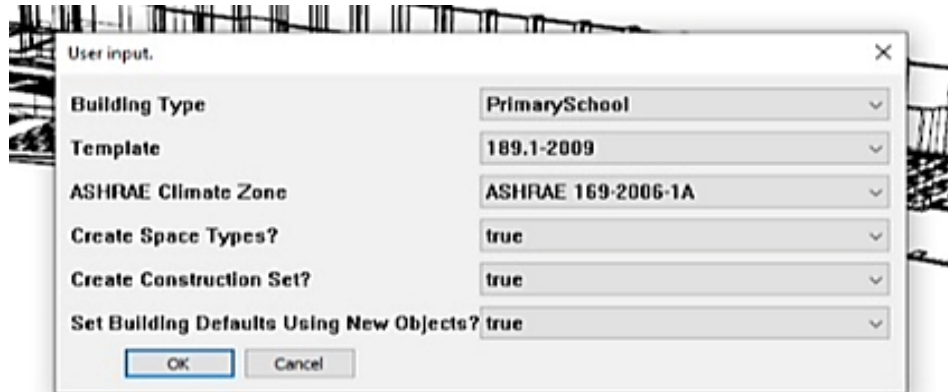 User input.
Building Type PrimarySchool
Template 189.1-2009
ASHRAE Climate Zone ASHRAE 169-2006-1A
Create Space Types? true
Create Construction Set? true
Set Building Defaults Using New Objects? true
OK Cancel